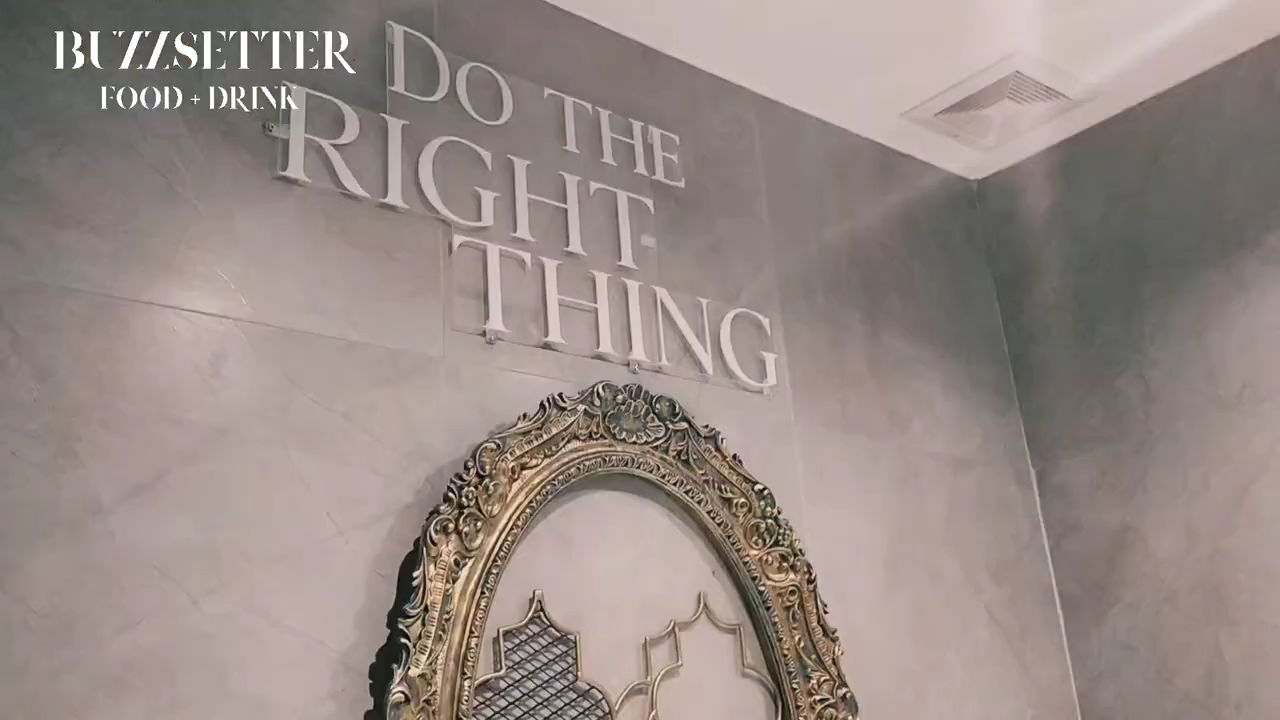 BUZZSETTER
FOOD + DRINK
DO THE
RIGHT
THING